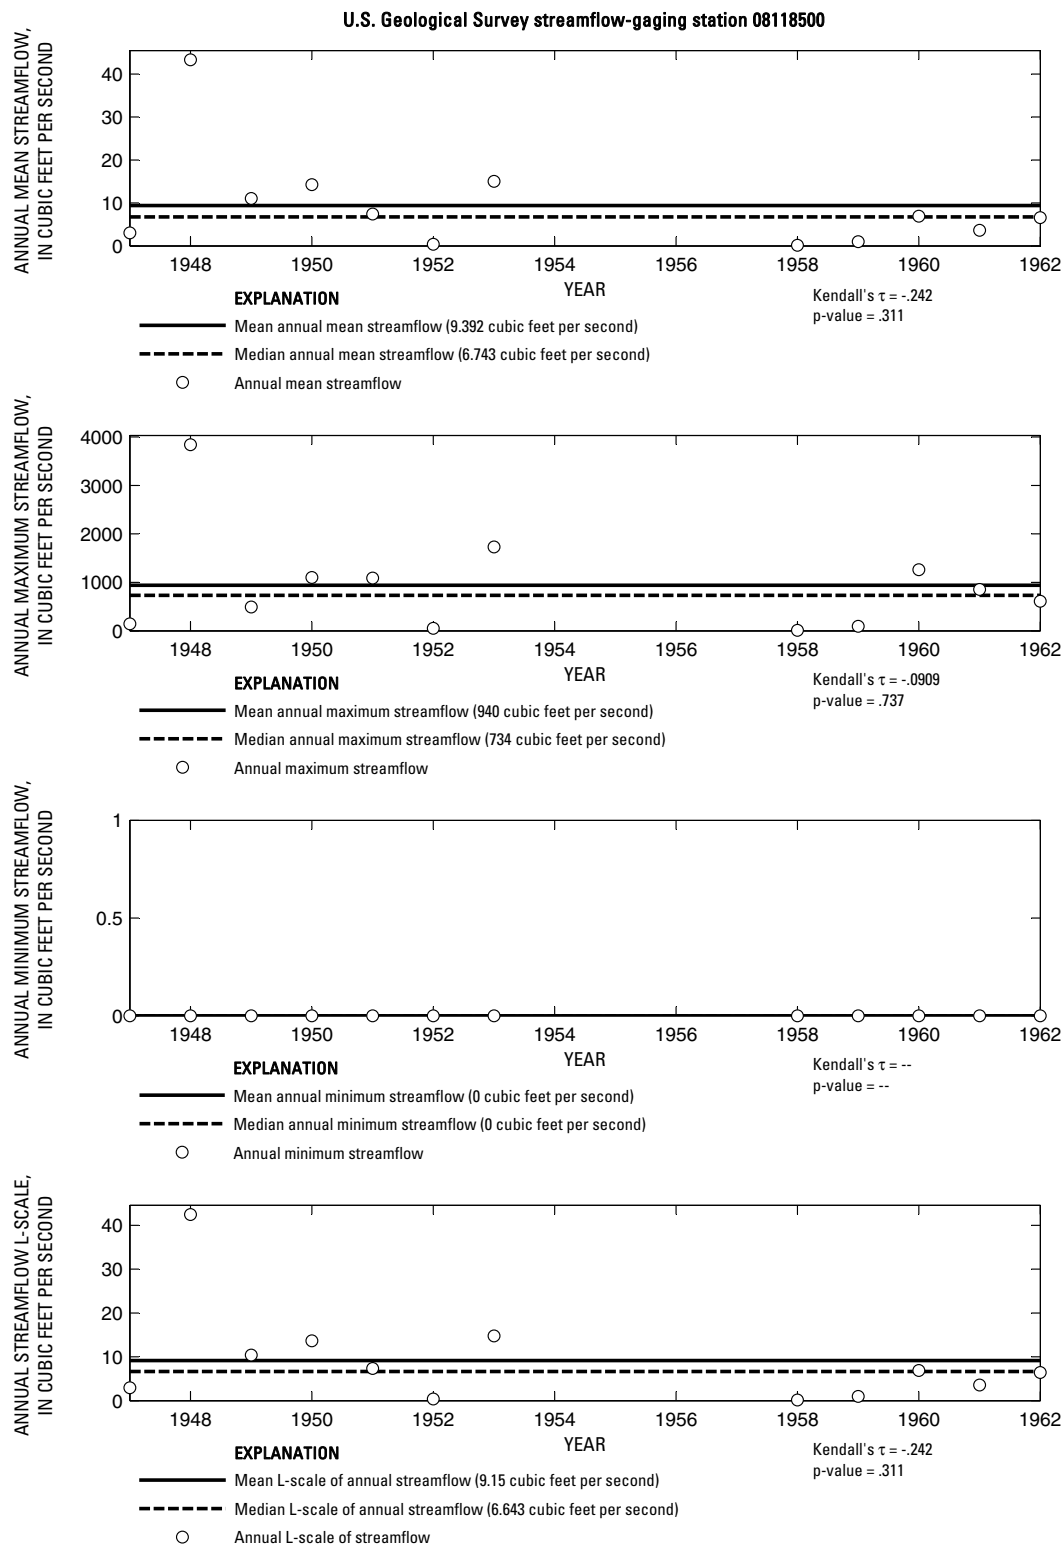 U.S. Geological Survey streamflow-gaging station 08118500
ANNUAL MEAN STREAMFLOW,
IN CUBIC FEET PER SECOND
40
30
20
10
0
1948 1950 1952 1954 1956 1958 1960 1962
YEAR
Kendall's τ = -.242
p-value = .311
EXPLANATION
Mean annual mean streamflow (9.392 cubic feet per second)
Median annual mean streamflow (6.743 cubic feet per second)
Annual mean streamflow
ANNUAL MAXIMUM STREAMFLOW,
IN CUBIC FEET PER SECOND
4000
3000
2000
1000
0
1948 1950 1952 1954 1956 1958 1960 1962
YEAR
Kendall's τ = -.0909
p-value = .737
EXPLANATION
Mean annual maximum streamflow (940 cubic feet per second)
Median annual maximum streamflow (734 cubic feet per second)
Annual maximum streamflow
ANNUAL MINIMUM STREAMFLOW,
IN CUBIC FEET PER SECOND
1
0.5
0
1948 1950 1952 1954 1956 1958 1960 1962
YEAR
Kendall's τ = --
p-value = --
EXPLANATION
Mean annual minimum streamflow (0 cubic feet per second)
Median annual minimum streamflow (0 cubic feet per second)
Annual minimum streamflow
ANNUAL STREAMFLOW L-SCALE,
IN CUBIC FEET PER SECOND
40
30
20
10
0
1948 1950 1952 1954 1956 1958 1960 1962
YEAR
Kendall's τ = -.242
p-value = .311
EXPLANATION
Mean L-scale of annual streamflow (9.15 cubic feet per second)
Median L-scale of annual streamflow (6.643 cubic feet per second)
Annual L-scale of streamflow